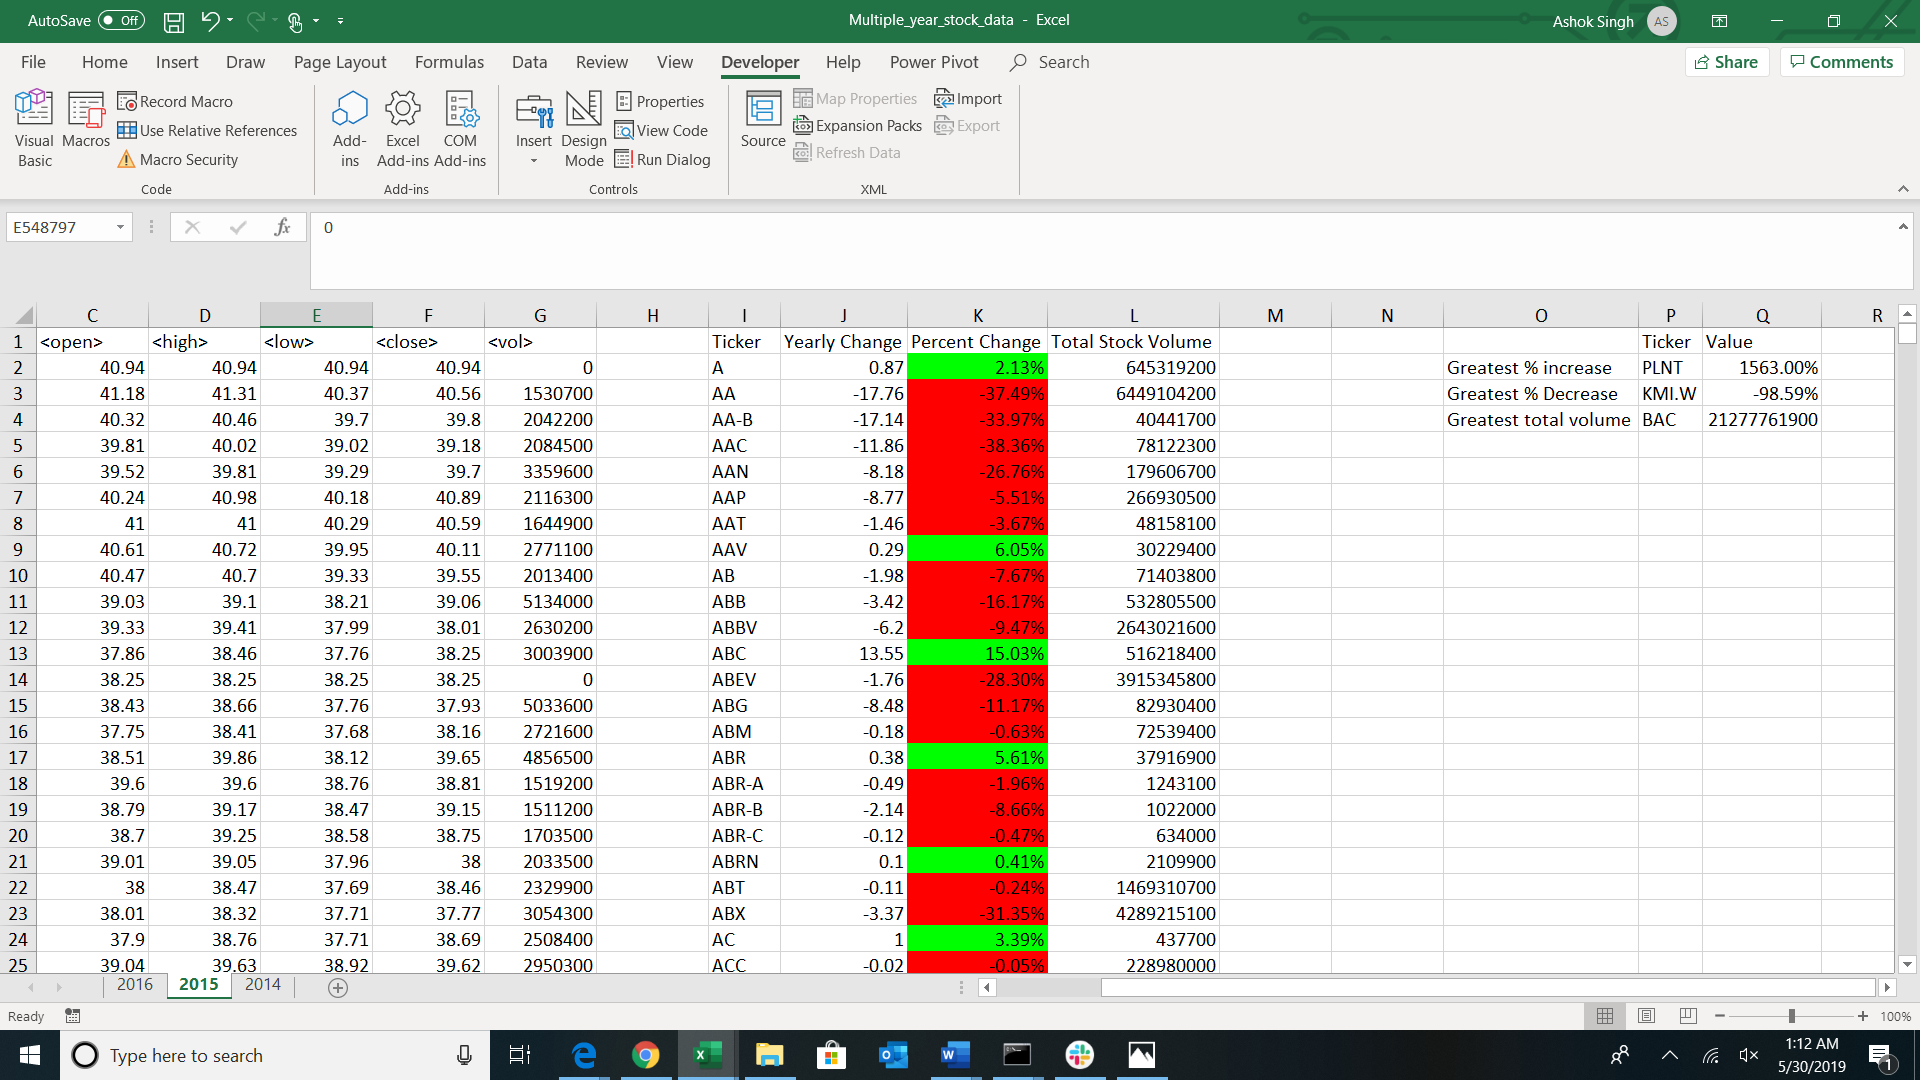 AutoSave Off Multiple_year_stock_data - Excel Ashok Singh AS
File Home Insert Draw Page Layout Formulas Data Review View Developer Help Power Pivot Search Share Comments
Visual Basic Macros Record Macro Use Relative References Macro Security Code
Add-ins Excel Add-ins COM Add-ins Add-ins
Insert Design Mode Properties View Code Run Dialog Controls
Source Map Properties Expansion Packs Refresh Data Import Export XML
E548797 fx 0
C D E F G H I J K L M N O P Q R
1 <open> <high> <low> <close> <vol> Ticker Yearly Change Percent Change Total Stock Volume Ticker Value
2 40.94 40.94 40.94 40.94 0 A 0.87 2.13% 645319200 Greatest % increase PLNT 1563.00%
3 41.18 41.31 40.37 40.56 1530700 AA -17.76 -37.49% 6449104200 Greatest % Decrease KMI.W -98.59%
4 40.32 40.46 39.7 39.8 2042200 AA-B -17.14 -33.97% 40441700 Greatest total volume BAC 21277761900
5 39.81 40.02 39.02 39.18 2084500 AAC -11.86 -38.36% 78122300
6 39.52 39.81 39.29 39.7 3359600 AAN -8.18 -26.76% 179606700
7 40.24 40.98 40.18 40.89 2116300 AAP -8.77 -5.51% 266930500
8 41 41 40.29 40.59 1644900 AAT -1.46 -3.67% 48158100
9 40.61 40.72 39.95 40.11 2771100 AAV 0.29 6.05% 30229400
10 40.47 40.7 39.33 39.55 2013400 AB -1.98 -7.67% 71403800
11 39.03 39.1 38.21 39.06 5134000 ABB -3.42 -16.17% 532805500
12 39.33 39.41 37.99 38.01 2630200 ABBV -6.2 -9.47% 2643021600
13 37.86 38.46 37.76 38.25 3003900 ABC 13.55 15.03% 516218400
14 38.25 38.25 38.25 38.25 0 ABEV -1.76 -28.30% 3915345800
15 38.43 38.66 37.76 37.93 5033600 ABG -8.48 -11.17% 82930400
16 37.75 38.41 37.68 38.16 2721600 ABM -0.18 -0.63% 72539400
17 38.51 39.86 38.12 39.65 4856500 ABR 0.38 5.61% 37916900
18 39.6 39.6 38.76 38.81 1519200 ABR-A -0.49 -1.96% 1243100
19 38.79 39.17 38.47 39.15 1511200 ABR-B -2.14 -8.66% 1022000
20 38.7 39.25 38.58 38.75 1703500 ABR-C -0.12 -0.47% 634000
21 39.01 39.05 37.96 38 2033500 ABRN 0.1 0.41% 2109900
22 38 38.47 37.69 38.46 2329900 ABT -0.11 -0.24% 1469310700
23 38.01 38.32 37.71 37.77 3054300 ABX -3.37 -31.35% 4289215100
24 37.9 38.76 37.71 38.69 2508400 AC 1 3.39% 437700
25 39.04 39.63 38.92 39.62 2950300 ACC -0.02 -0.05% 228980000
2016 2015 2014
Ready 100%
Type here to search 1:12 AM
5/30/2019 1